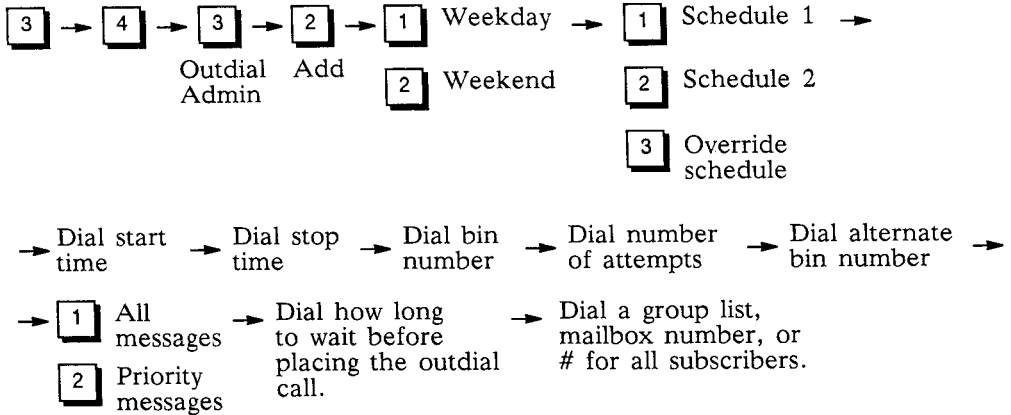 3 → 4 → 3 → 2 → 1 Weekday → 1 Schedule 1 →
Outdial Add
Admin
2 Weekend 2 Schedule 2
3 Override
schedule
→ Dial start → Dial stop → Dial bin → Dial number → Dial alternate →
time time number of attempts bin number
→ 1 All → Dial how long → Dial a group list,
messages to wait before mailbox number, or
placing the outdial # for all subscribers.
2 Priority call.
messages